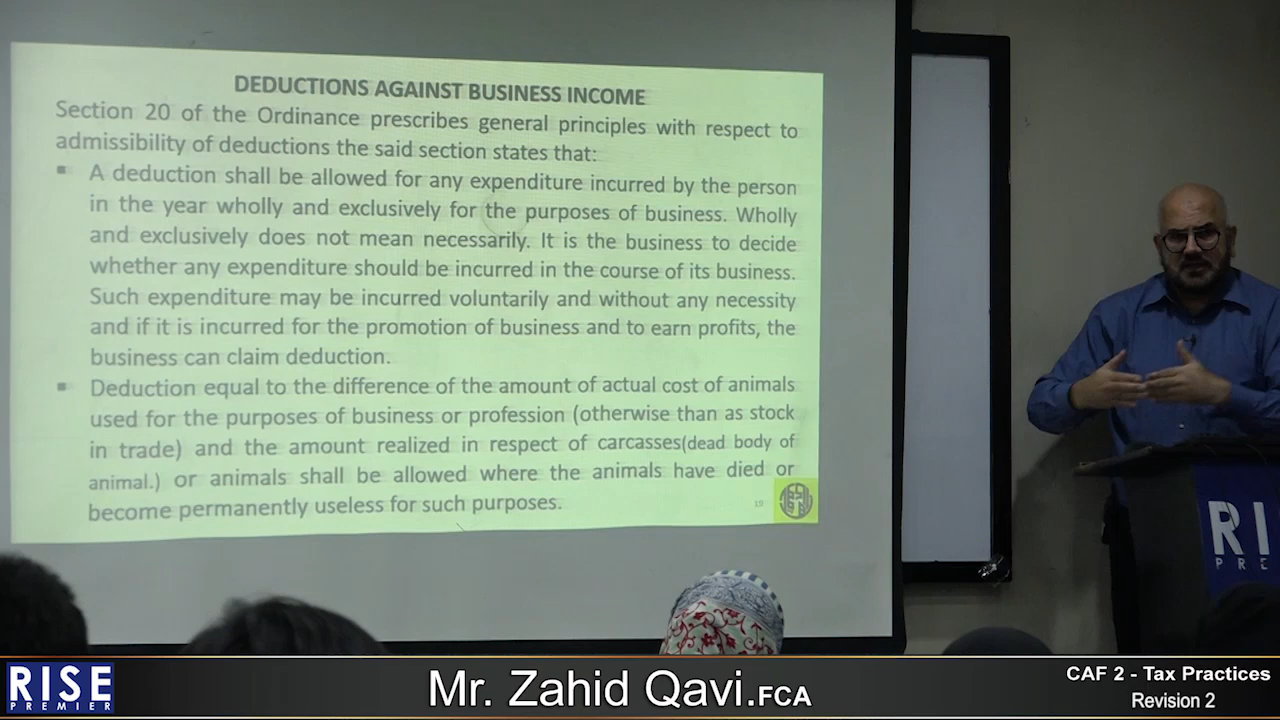 DEDUCTIONS AGAINST BUSINESS INCOME
Section 20 of the Ordinance prescribes general principles with respect to
admissibility of deductions the said section states that:
▪ A deduction shall be allowed for any expenditure incurred by the person
in the year wholly and exclusively for the purposes of business. Wholly
and exclusively does not mean necessarily. It is the business to decide
whether any expenditure should be incurred in the course of its business.
Such expenditure may be incurred voluntarily and without any necessity
and if it is incurred for the promotion of business and to earn profits, the
business can claim deduction.
▪ Deduction equal to the difference of the amount of actual cost of animals
used for the purposes of business or profession (otherwise than as stock
in trade) and the amount realized in respect of carcasses(dead body of
animal.) or animals shall be allowed where the animals have died or
become permanently useless for such purposes.
19
RI
PRE
RISE
PREMIER
Mr. Zahid Qavi.FCA
CAF 2 - Tax Practices
Revision 2